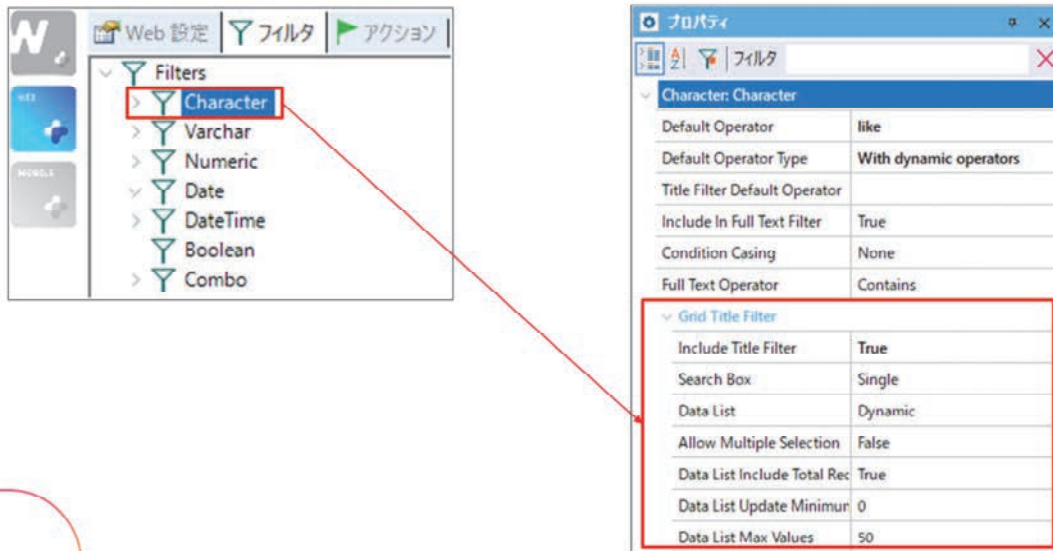 W
Web 設定 フィルタ アクション
Filters
Character
Varchar
Numeric
Date
DateTime
Boolean
Combo
WEB
MOBILE
プロパティ
フィルタ
Character: Character
Default Operator like
Default Operator Type With dynamic operators
Title Filter Default Operator
Include In Full Text Filter True
Condition Casing None
Full Text Operator Contains
Grid Title Filter
Include Title Filter True
Search Box Single
Data List Dynamic
Allow Multiple Selection False
Data List Include Total Rec True
Data List Update Minimum 0
Data List Max Values 50